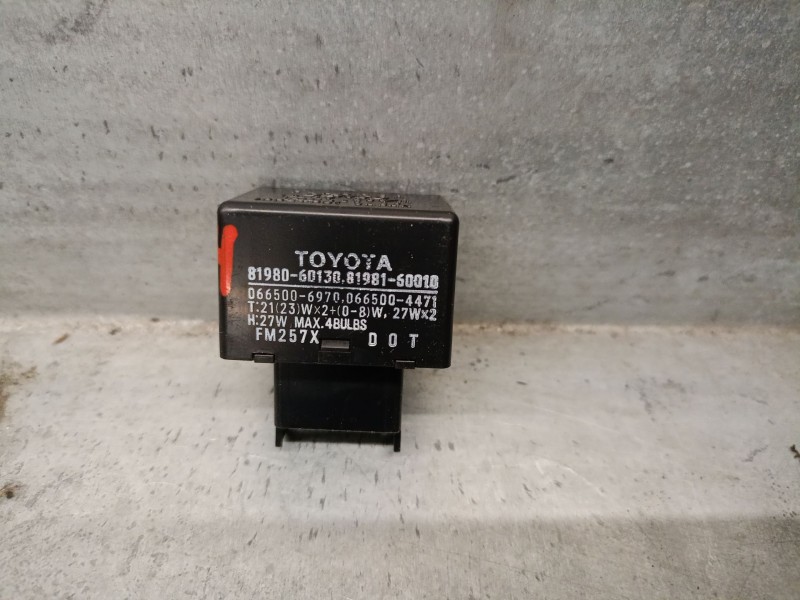 TOYOTA
81980-60130,81981-60010
066500-6970,066500-4471
T:21(23)W×2+(0-8)W, 27W×2
H:27W MAX.4BULBS
FM257X DOT